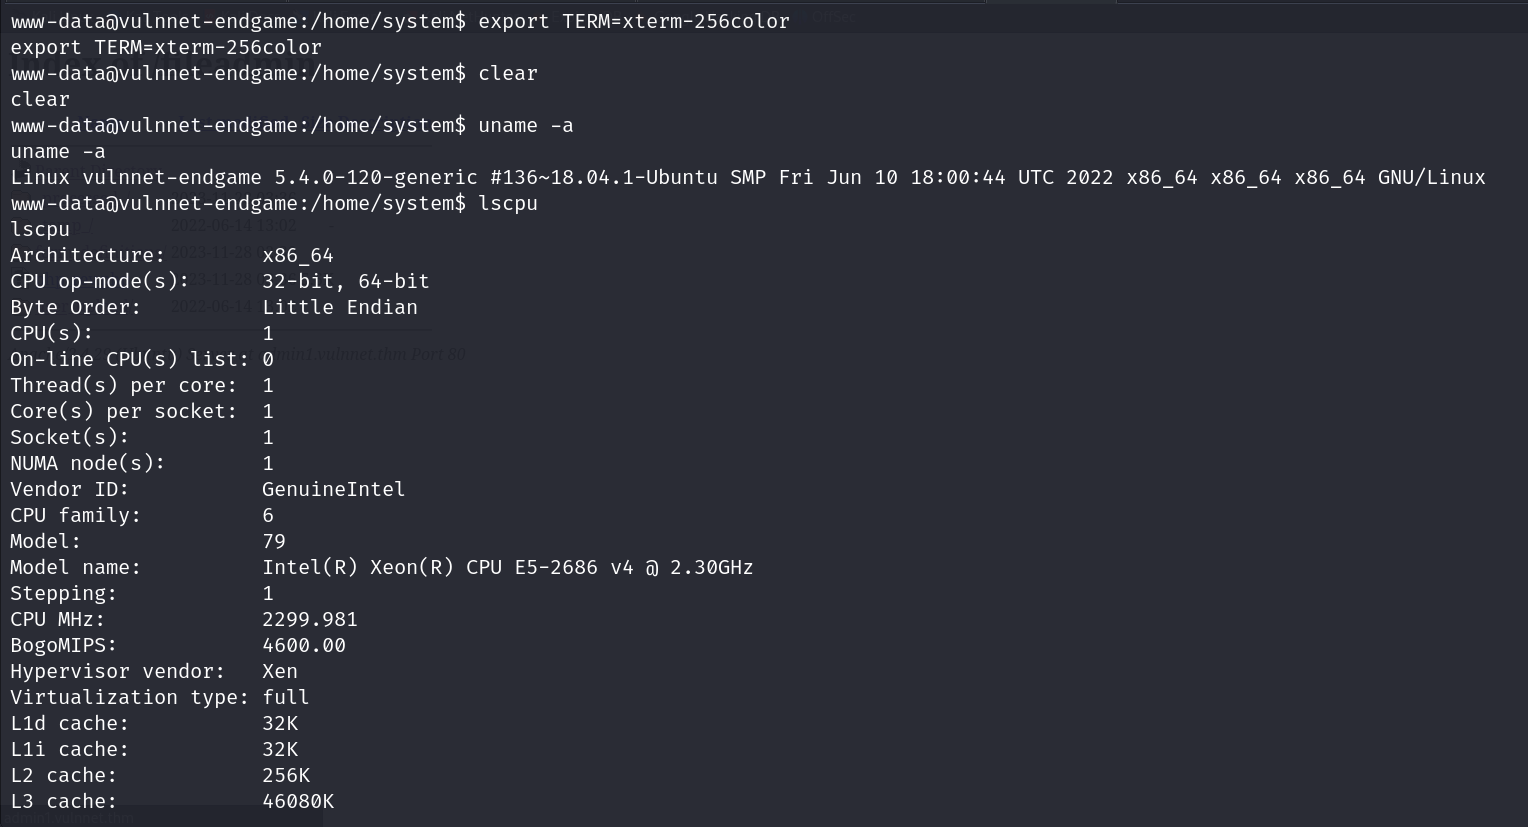 www-data@vulnnet-endgame:/home/system$ export TERM=xterm-256color
export TERM=xterm-256color
www-data@vulnnet-endgame:/home/system$ clear
clear
www-data@vulnnet-endgame:/home/system$ uname -a
uname -a
Linux vulnnet-endgame 5.4.0-120-generic #136~18.04.1-Ubuntu SMP Fri Jun 10 18:00:44 UTC 2022 x86_64 x86_64 x86_64 GNU/Linux
www-data@vulnnet-endgame:/home/system$ lscpu
lscpu
Architecture:        x86_64
CPU op-mode(s):      32-bit, 64-bit
Byte Order:          Little Endian
CPU(s):              1
On-line CPU(s) list: 0
Thread(s) per core:  1
Core(s) per socket:  1
Socket(s):           1
NUMA node(s):        1
Vendor ID:           GenuineIntel
CPU family:          6
Model:               79
Model name:          Intel(R) Xeon(R) CPU E5-2686 v4 @ 2.30GHz
Stepping:            1
CPU MHz:             2299.981
BogoMIPS:            4600.00
Hypervisor vendor:   Xen
Virtualization type: full
L1d cache:           32K
L1i cache:           32K
L2 cache:            256K
L3 cache:            46080K